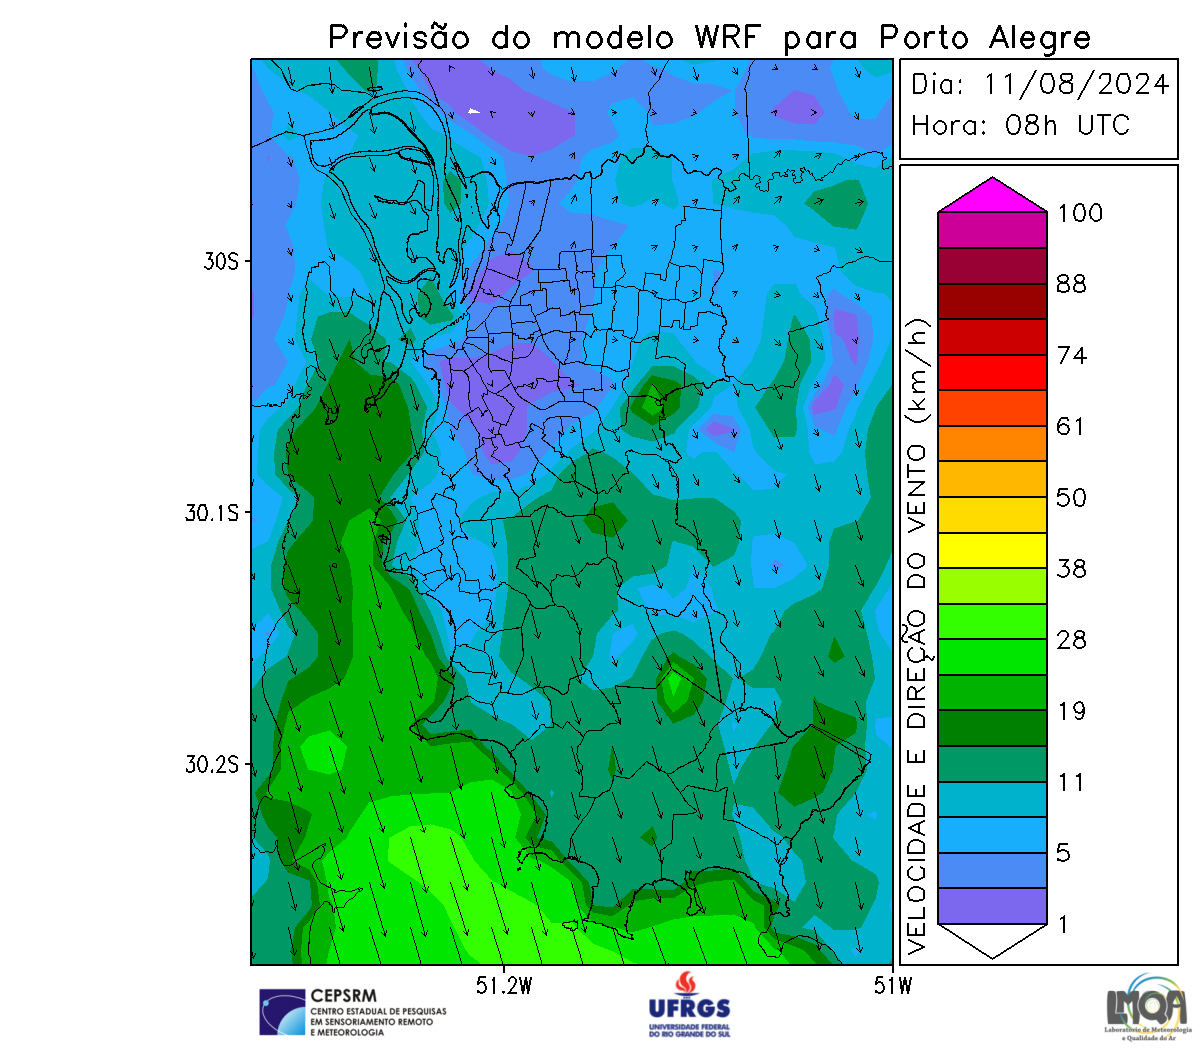 Previsão do modelo WRF para Porto Alegre
Dia: 11/08/2024
Hora: 08h UTC
30S
30.1S
30.2S
51.2W
51W
VELOCIDADE E DIREÇÃO DO VENTO (km/h)
100
88
74
61
50
38
28
19
11
5
1
CEPSRM
CENTRO ESTADUAL DE PESQUISAS
EM SENSORIAMENTO REMOTO
E METEOROLOGIA
UFRGS
UNIVERSIDADE FEDERAL
DO RIO GRANDE DO SUL
LMQA
Laboratório de Meteorologia
e Qualidade do Ar